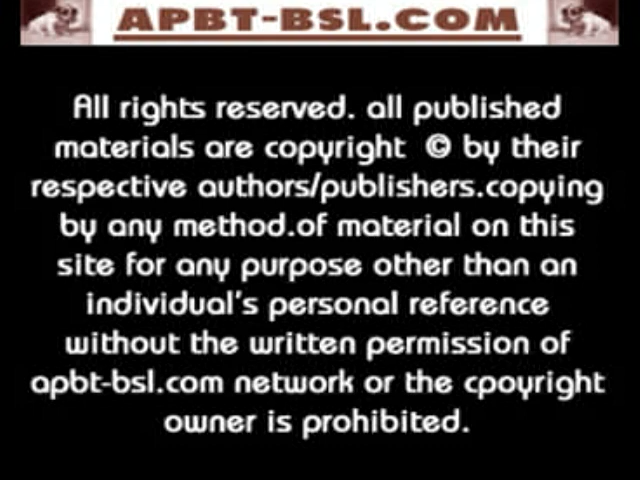 APBT-BSL.COM
All rights reserved. all published
materials are copyright © by their
respective authors/publishers.copying
by any method.of material on this
site for any purpose other than an
individual's personal reference
without the written permission of
apbt-bsl.com network or the cpoyright
owner is prohibited.